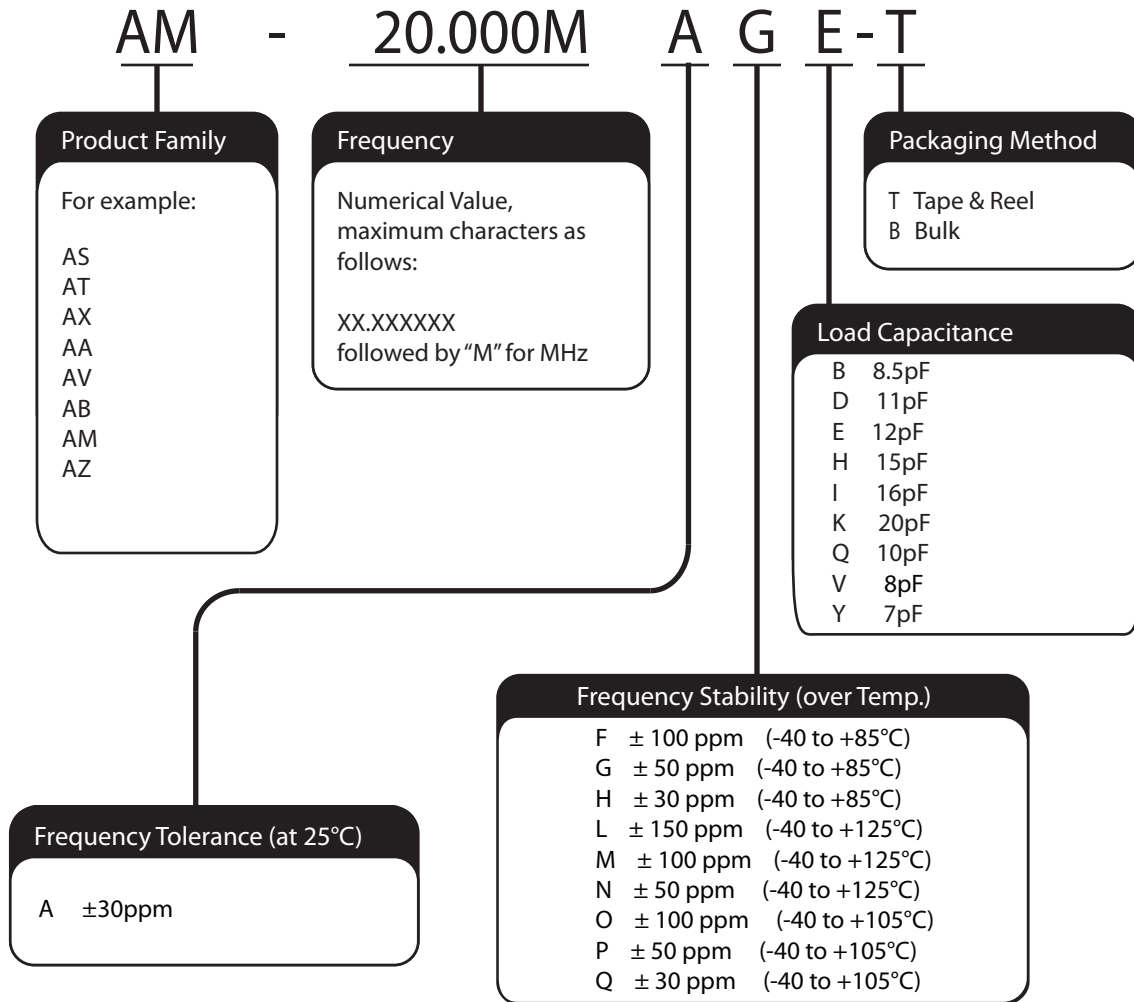 AM - 20.000M A G E - T
Product Family
For example:
AS
AT
AX
AA
AV
AB
AM
AZ
Frequency
Numerical Value,
maximum characters as
follows:
XX.XXXXXX
followed by “M” for MHz
Packaging Method
T Tape & Reel
B Bulk
Load Capacitance
B 8.5pF
D 11pF
E 12pF
H 15pF
I 16pF
K 20pF
Q 10pF
V 8pF
Y 7pF
Frequency Stability (over Temp.)
F ± 100 ppm (-40 to +85°C)
G ± 50 ppm (-40 to +85°C)
H ± 30 ppm (-40 to +85°C)
L ± 150 ppm (-40 to +125°C)
M ± 100 ppm (-40 to +125°C)
N ± 50 ppm (-40 to +125°C)
O ± 100 ppm (-40 to +105°C)
P ± 50 ppm (-40 to +105°C)
Q ± 30 ppm (-40 to +105°C)
Frequency Tolerance (at 25°C)
A ±30ppm